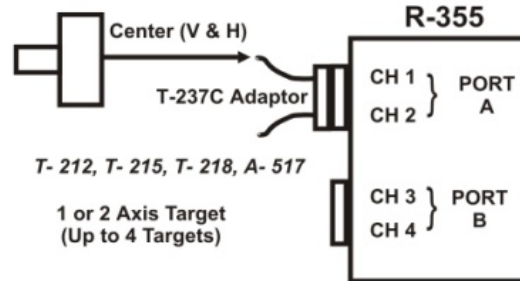 R-355
Center (V & H)
T-237C Adaptor
CH 1
CH 2
PORT
A
T- 212, T- 215, T- 218, A- 517
1 or 2 Axis Target
(Up to 4 Targets)
CH 3
CH 4
PORT
B